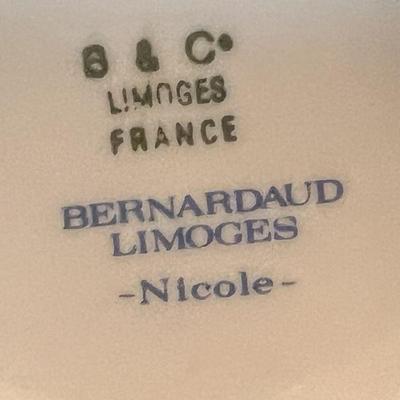 B & Cº
LIMOGES
FRANCE
BERNARDAUD
LIMOGES
-Nicole-